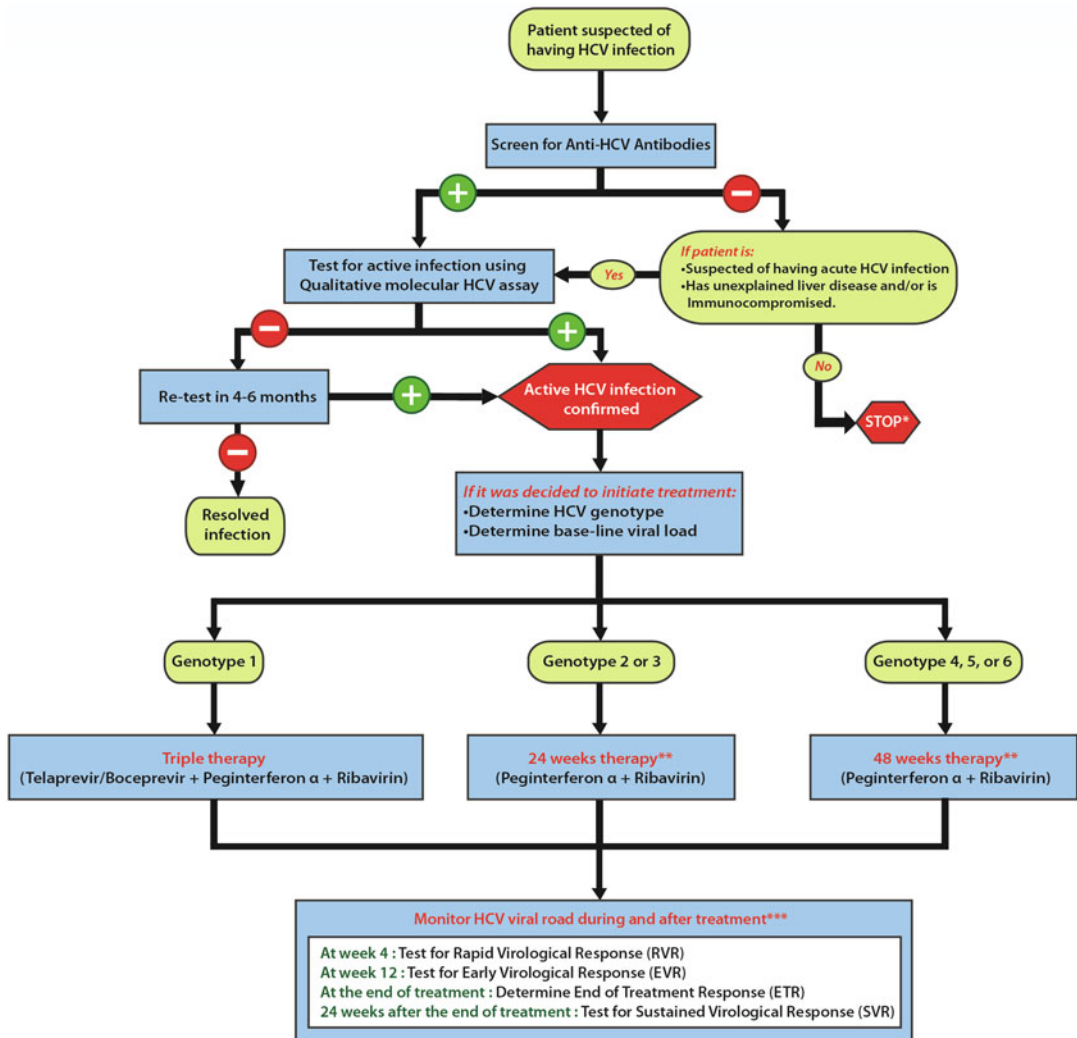 Patient suspected of
having HCV infection
Screen for Anti-HCV Antibodies
If patient is:
•Suspected of having acute HCV infection
•Has unexplained liver disease and/or is
Immunocompromised.
Yes
Test for active infection using
Qualitative molecular HCV assay
No
STOP*
Re-test in 4-6 months
Active HCV infection
confirmed
Resolved
infection
If it was decided to initiate treatment:
•Determine HCV genotype
•Determine base-line viral load
Genotype 1
Genotype 2 or 3
Genotype 4, 5, or 6
Triple therapy
(Telaprevir/Boceprevir + Peginterferon α + Ribavirin)
24 weeks therapy**
(Peginterferon α + Ribavirin)
48 weeks therapy**
(Peginterferon α + Ribavirin)
Monitor HCV viral road during and after treatment***
At week 4 : Test for Rapid Virological Response (RVR)
At week 12 : Test for Early Virological Response (EVR)
At the end of treatment : Determine End of Treatment Response (ETR)
24 weeks after the end of treatment : Test for Sustained Virological Response (SVR)